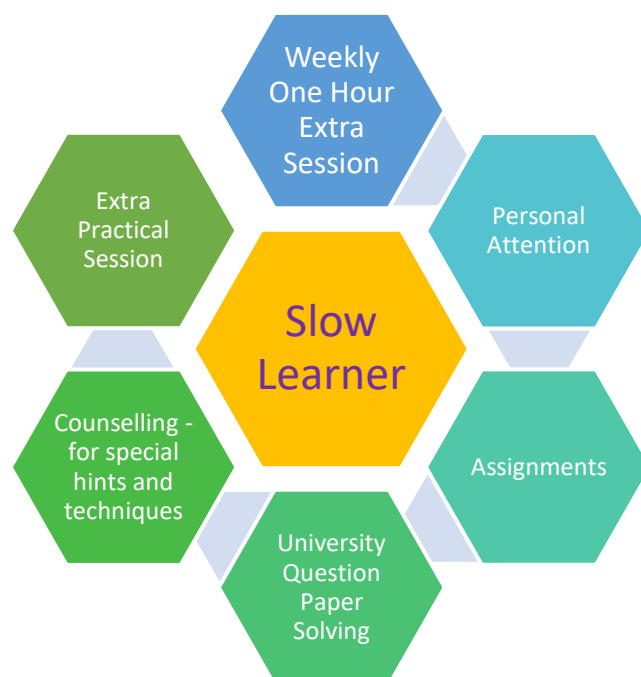 Weekly
One Hour
Extra
Session
Personal
Attention
Assignments
University
Question
Paper
Solving
Counselling -
for special
hints and
techniques
Extra
Practical
Session
Slow
Learner